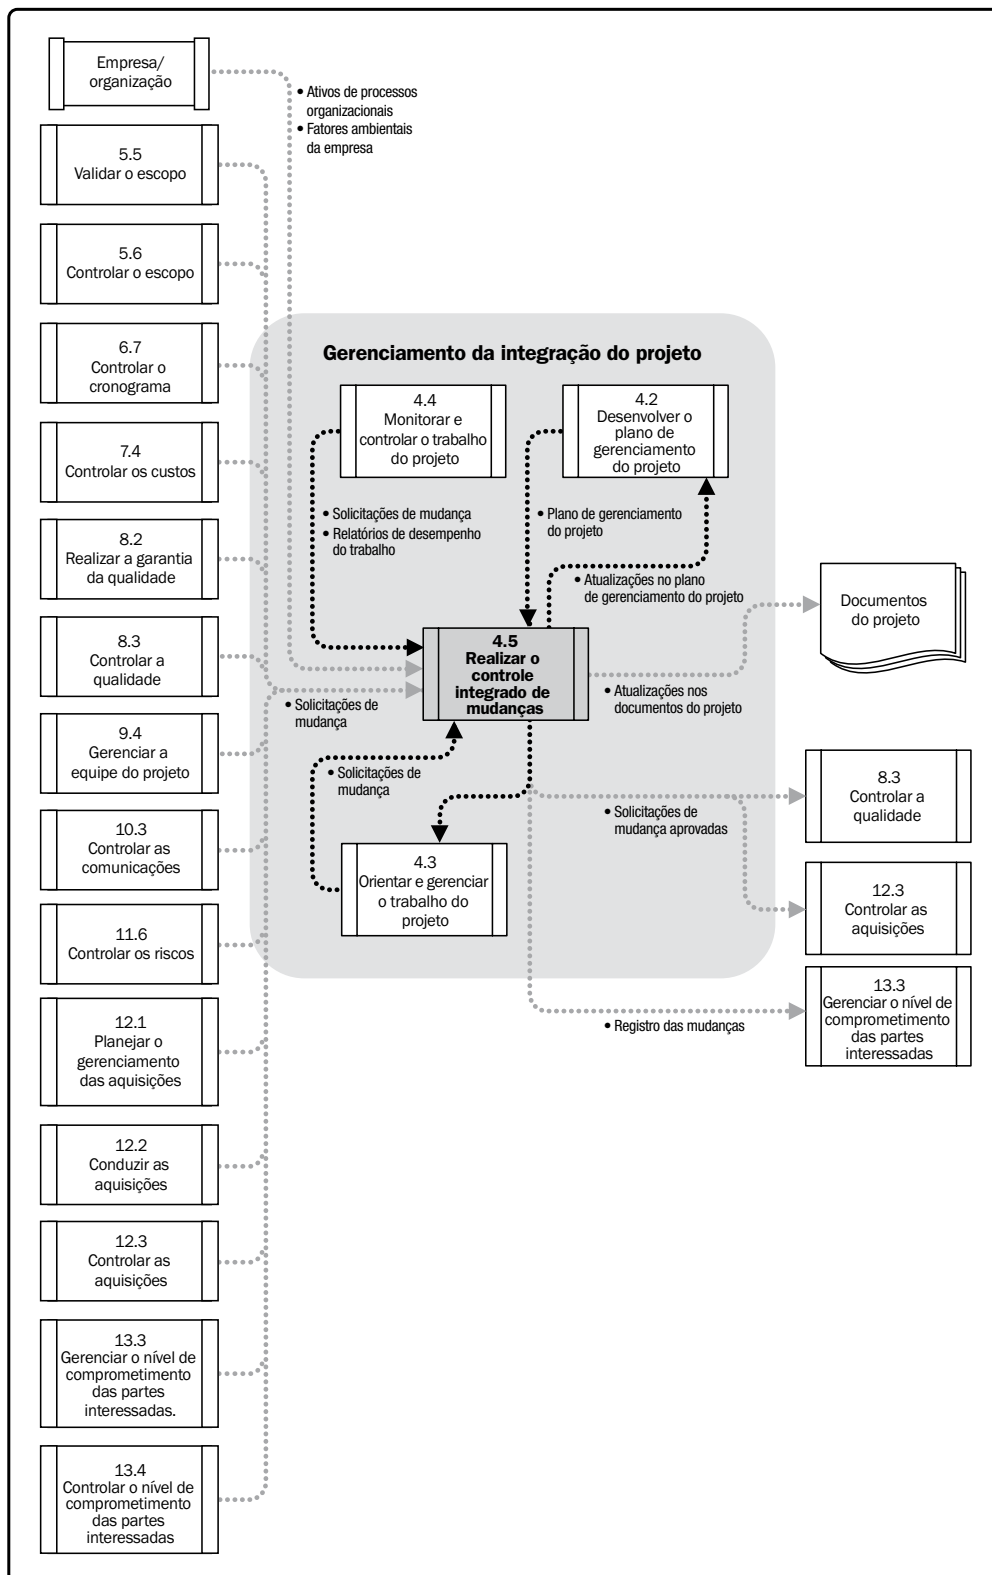 Empresa/
organização
• Ativos de processos
organizacionais
• Fatores ambientais
da empresa
5.5
Validar o escopo
5.6
Controlar o escopo
6.7
Controlar o
cronograma
7.4
Controlar os custos
8.2
Realizar a garantia
da qualidade
8.3
Controlar a
qualidade
9.4
Gerenciar a
equipe do projeto
10.3
Controlar as
comunicações
11.6
Controlar os riscos
12.1
Planejar o
gerenciamento
das aquisições
12.2
Conduzir as
aquisições
12.3
Controlar as
aquisições
13.3
Gerenciar o nível de
comprometimento
das partes
interessadas.
13.4
Controlar o nível de
comprometimento
das partes
interessadas
• Solicitações de
mudança
Gerenciamento da integração do projeto
4.4
Monitorar e
controlar o trabalho
do projeto
4.2
Desenvolver o
plano de
gerenciamento
do projeto
• Solicitações de mudança
• Relatórios de desempenho
do trabalho
• Plano de gerenciamento
do projeto
• Atualizações no plano
de gerenciamento do projeto
4.5
Realizar o
controle
integrado de
mudanças
• Atualizações nos
documentos do projeto
• Solicitações de
mudança
• Solicitações de
mudança aprovadas
4.3
Orientar e gerenciar
o trabalho do
projeto
• Registro das mudanças
Documentos
do projeto
8.3
Controlar a
qualidade
12.3
Controlar as
aquisições
13.3
Gerenciar o nível de
comprometimento
das partes
interessadas